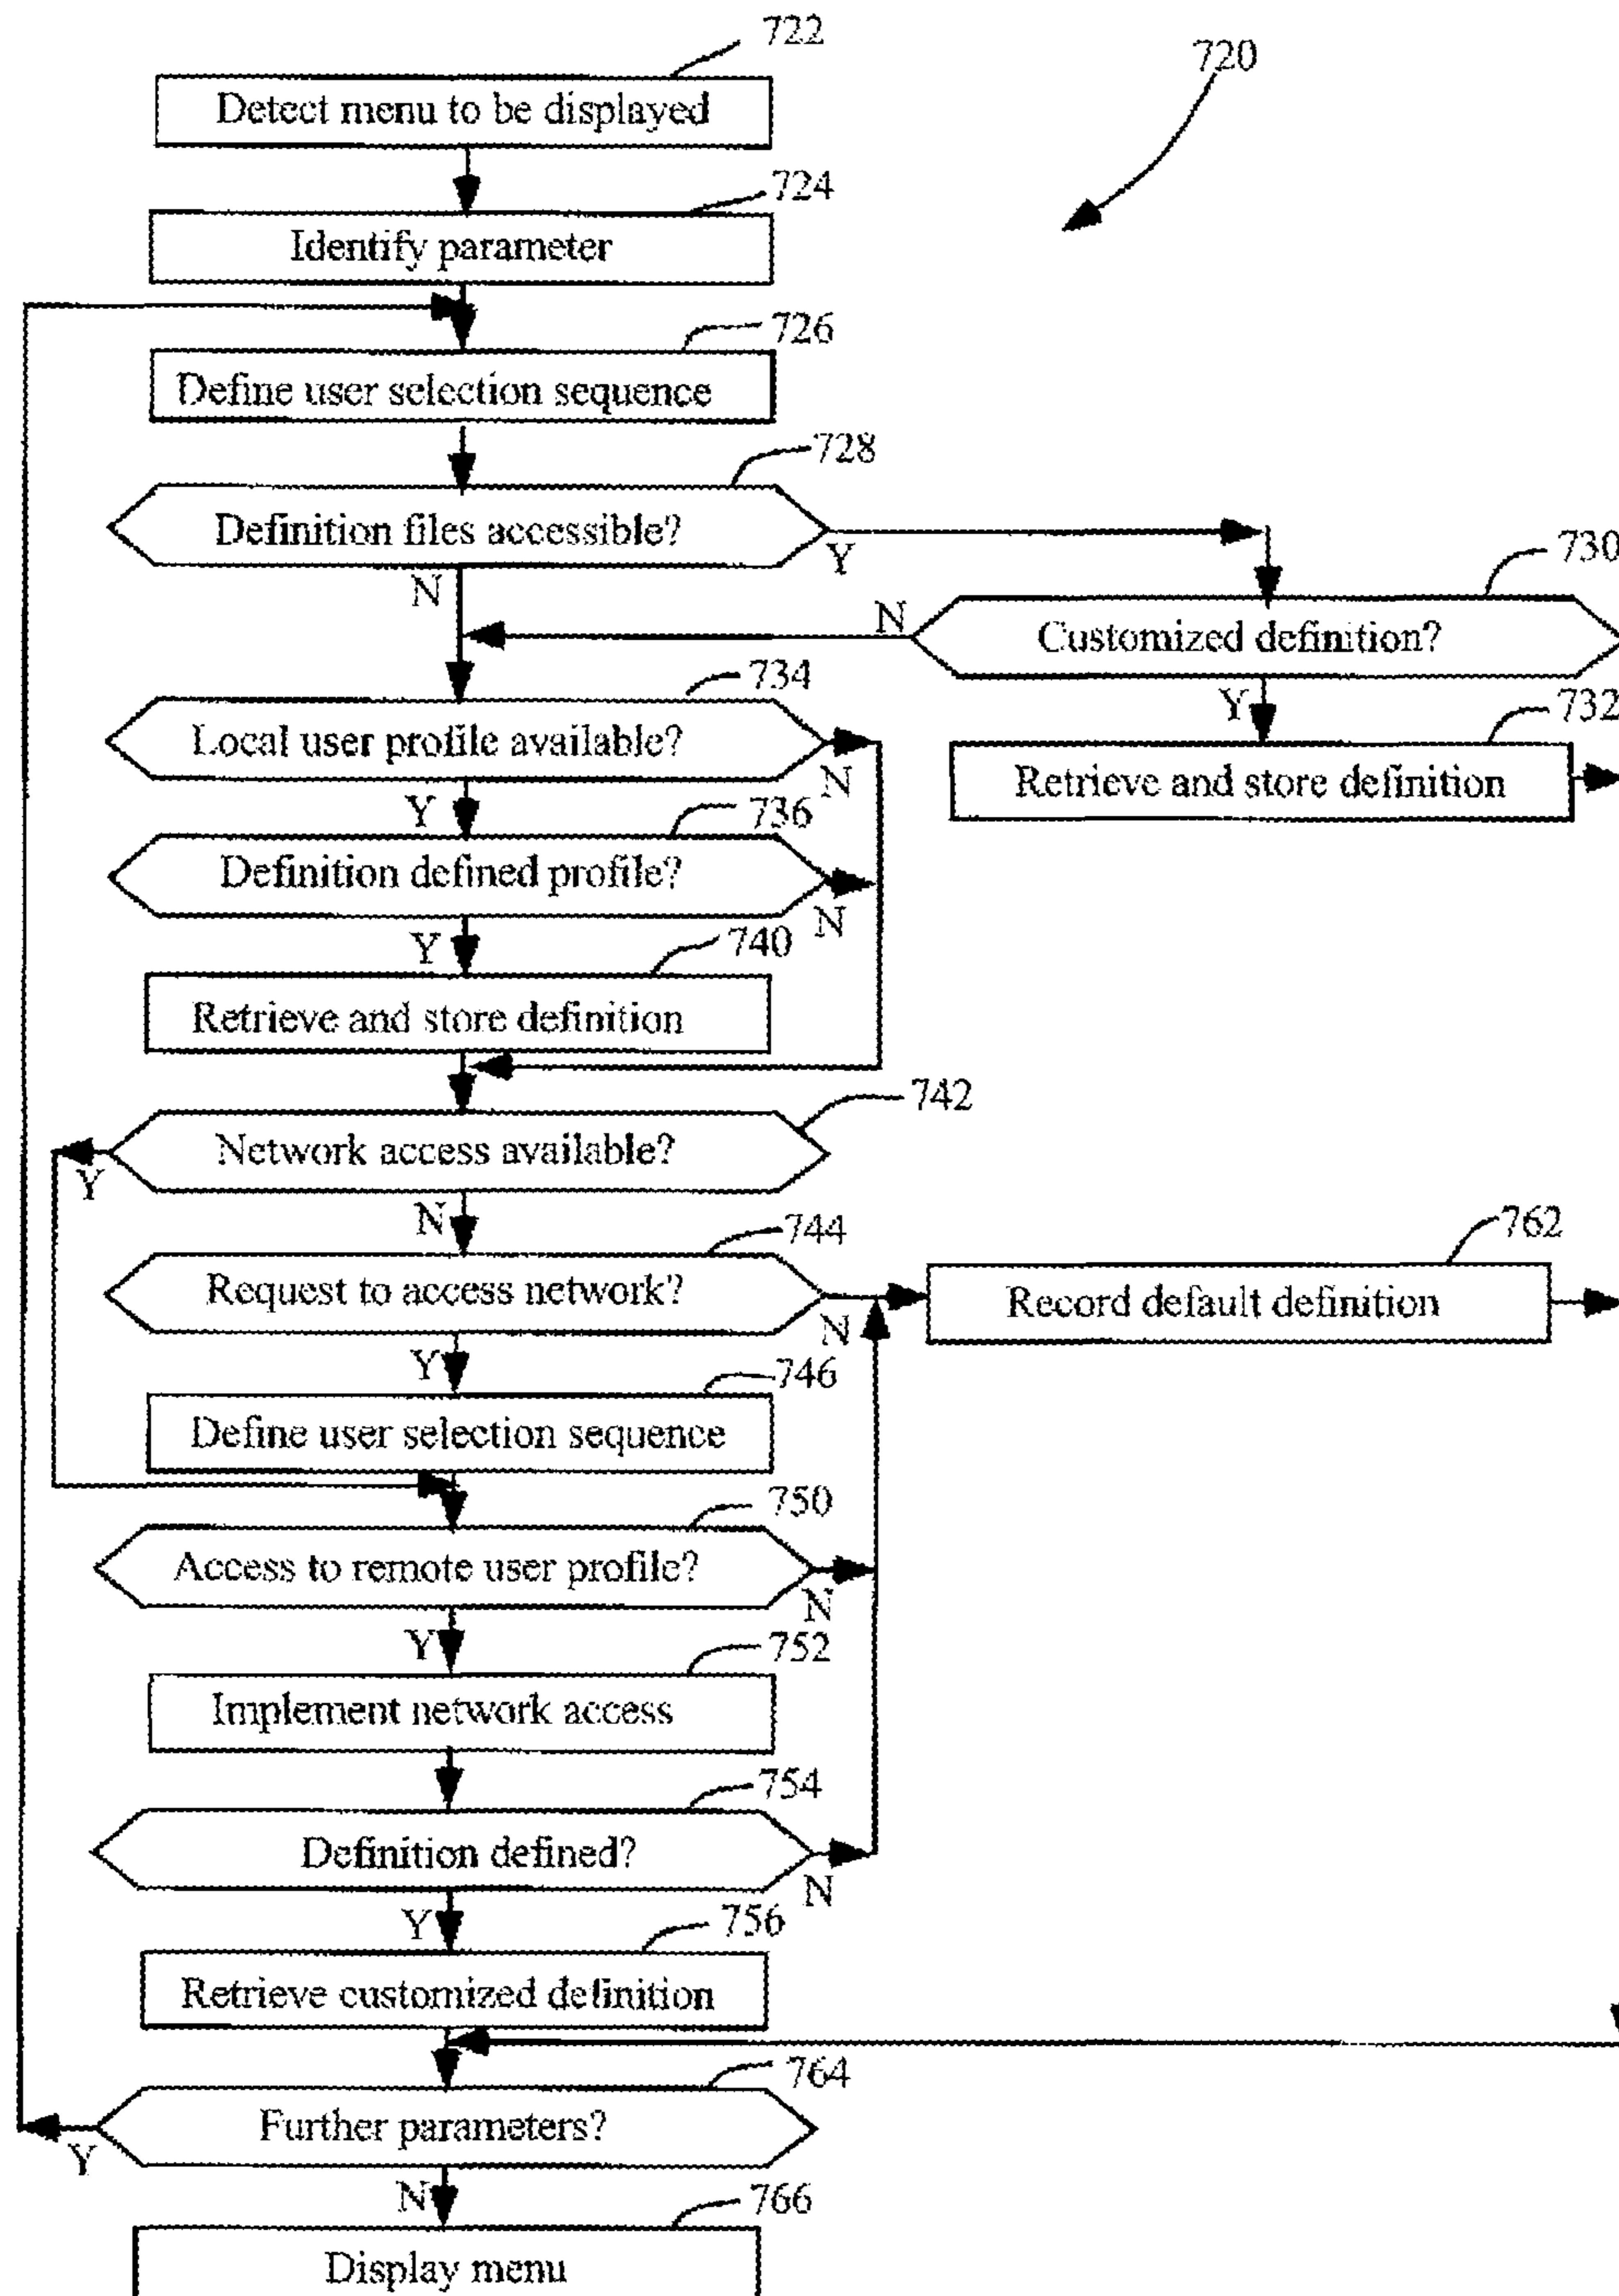 722
720
Detect menu to be displayed
724
Identify parameter
726
Define user selection sequence
728
Definition files accessible?
Y
N
730
Customized definition?
N
Y
732
Retrieve and store definition
734
Local user profile available?
N
Y
736
Definition defined profile?
N
Y
740
Retrieve and store definition
742
Network access available?
Y
N
744
Request to access network?
N
Y
762
Record default definition
746
Define user selection sequence
750
Access to remote user profile?
N
Y
752
Implement network access
754
Definition defined?
N
Y
756
Retrieve customized definition
764
Further parameters?
Y
N
766
Display menu